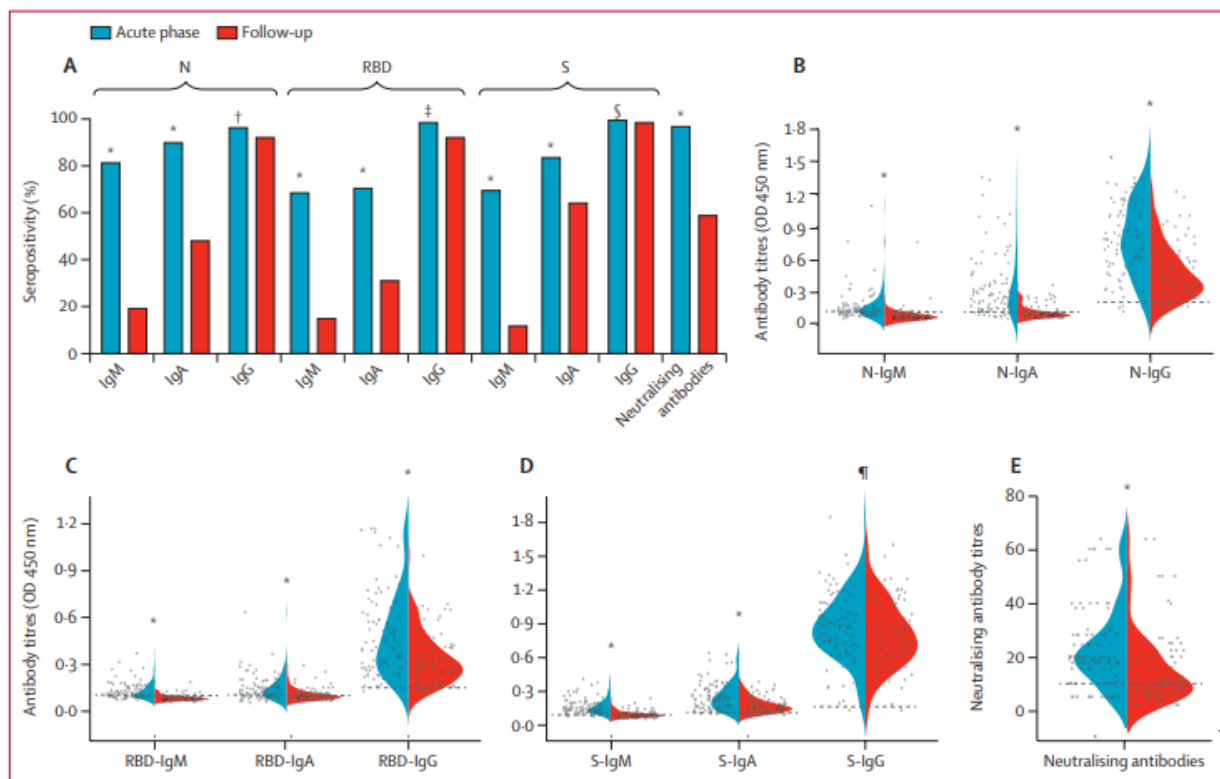 Acute phase Follow-up
A
N RBD S
* * † * * ‡ * * § *
Seropositivity (%)
100
80
60
40
20
0
IgM IgA IgG IgM IgA IgG IgM IgA IgG Neutralising antibodies
B
Antibody titres (OD 450 nm)
* * *
1·8
1·5
1·2
0·9
0·6
0·3
0
N-IgM N-IgA N-IgG
C
Antibody titres (OD 450 nm)
* * *
1·2
0·9
0·6
0·3
0·0
RBD-IgM RBD-IgA RBD-IgG
D
* * ¶
1·8
1·5
1·2
0·9
0·6
0·3
0·0
S-IgM S-IgA S-IgG
E
Neutralising antibody titres
*
80
60
40
20
0
Neutralising antibodies